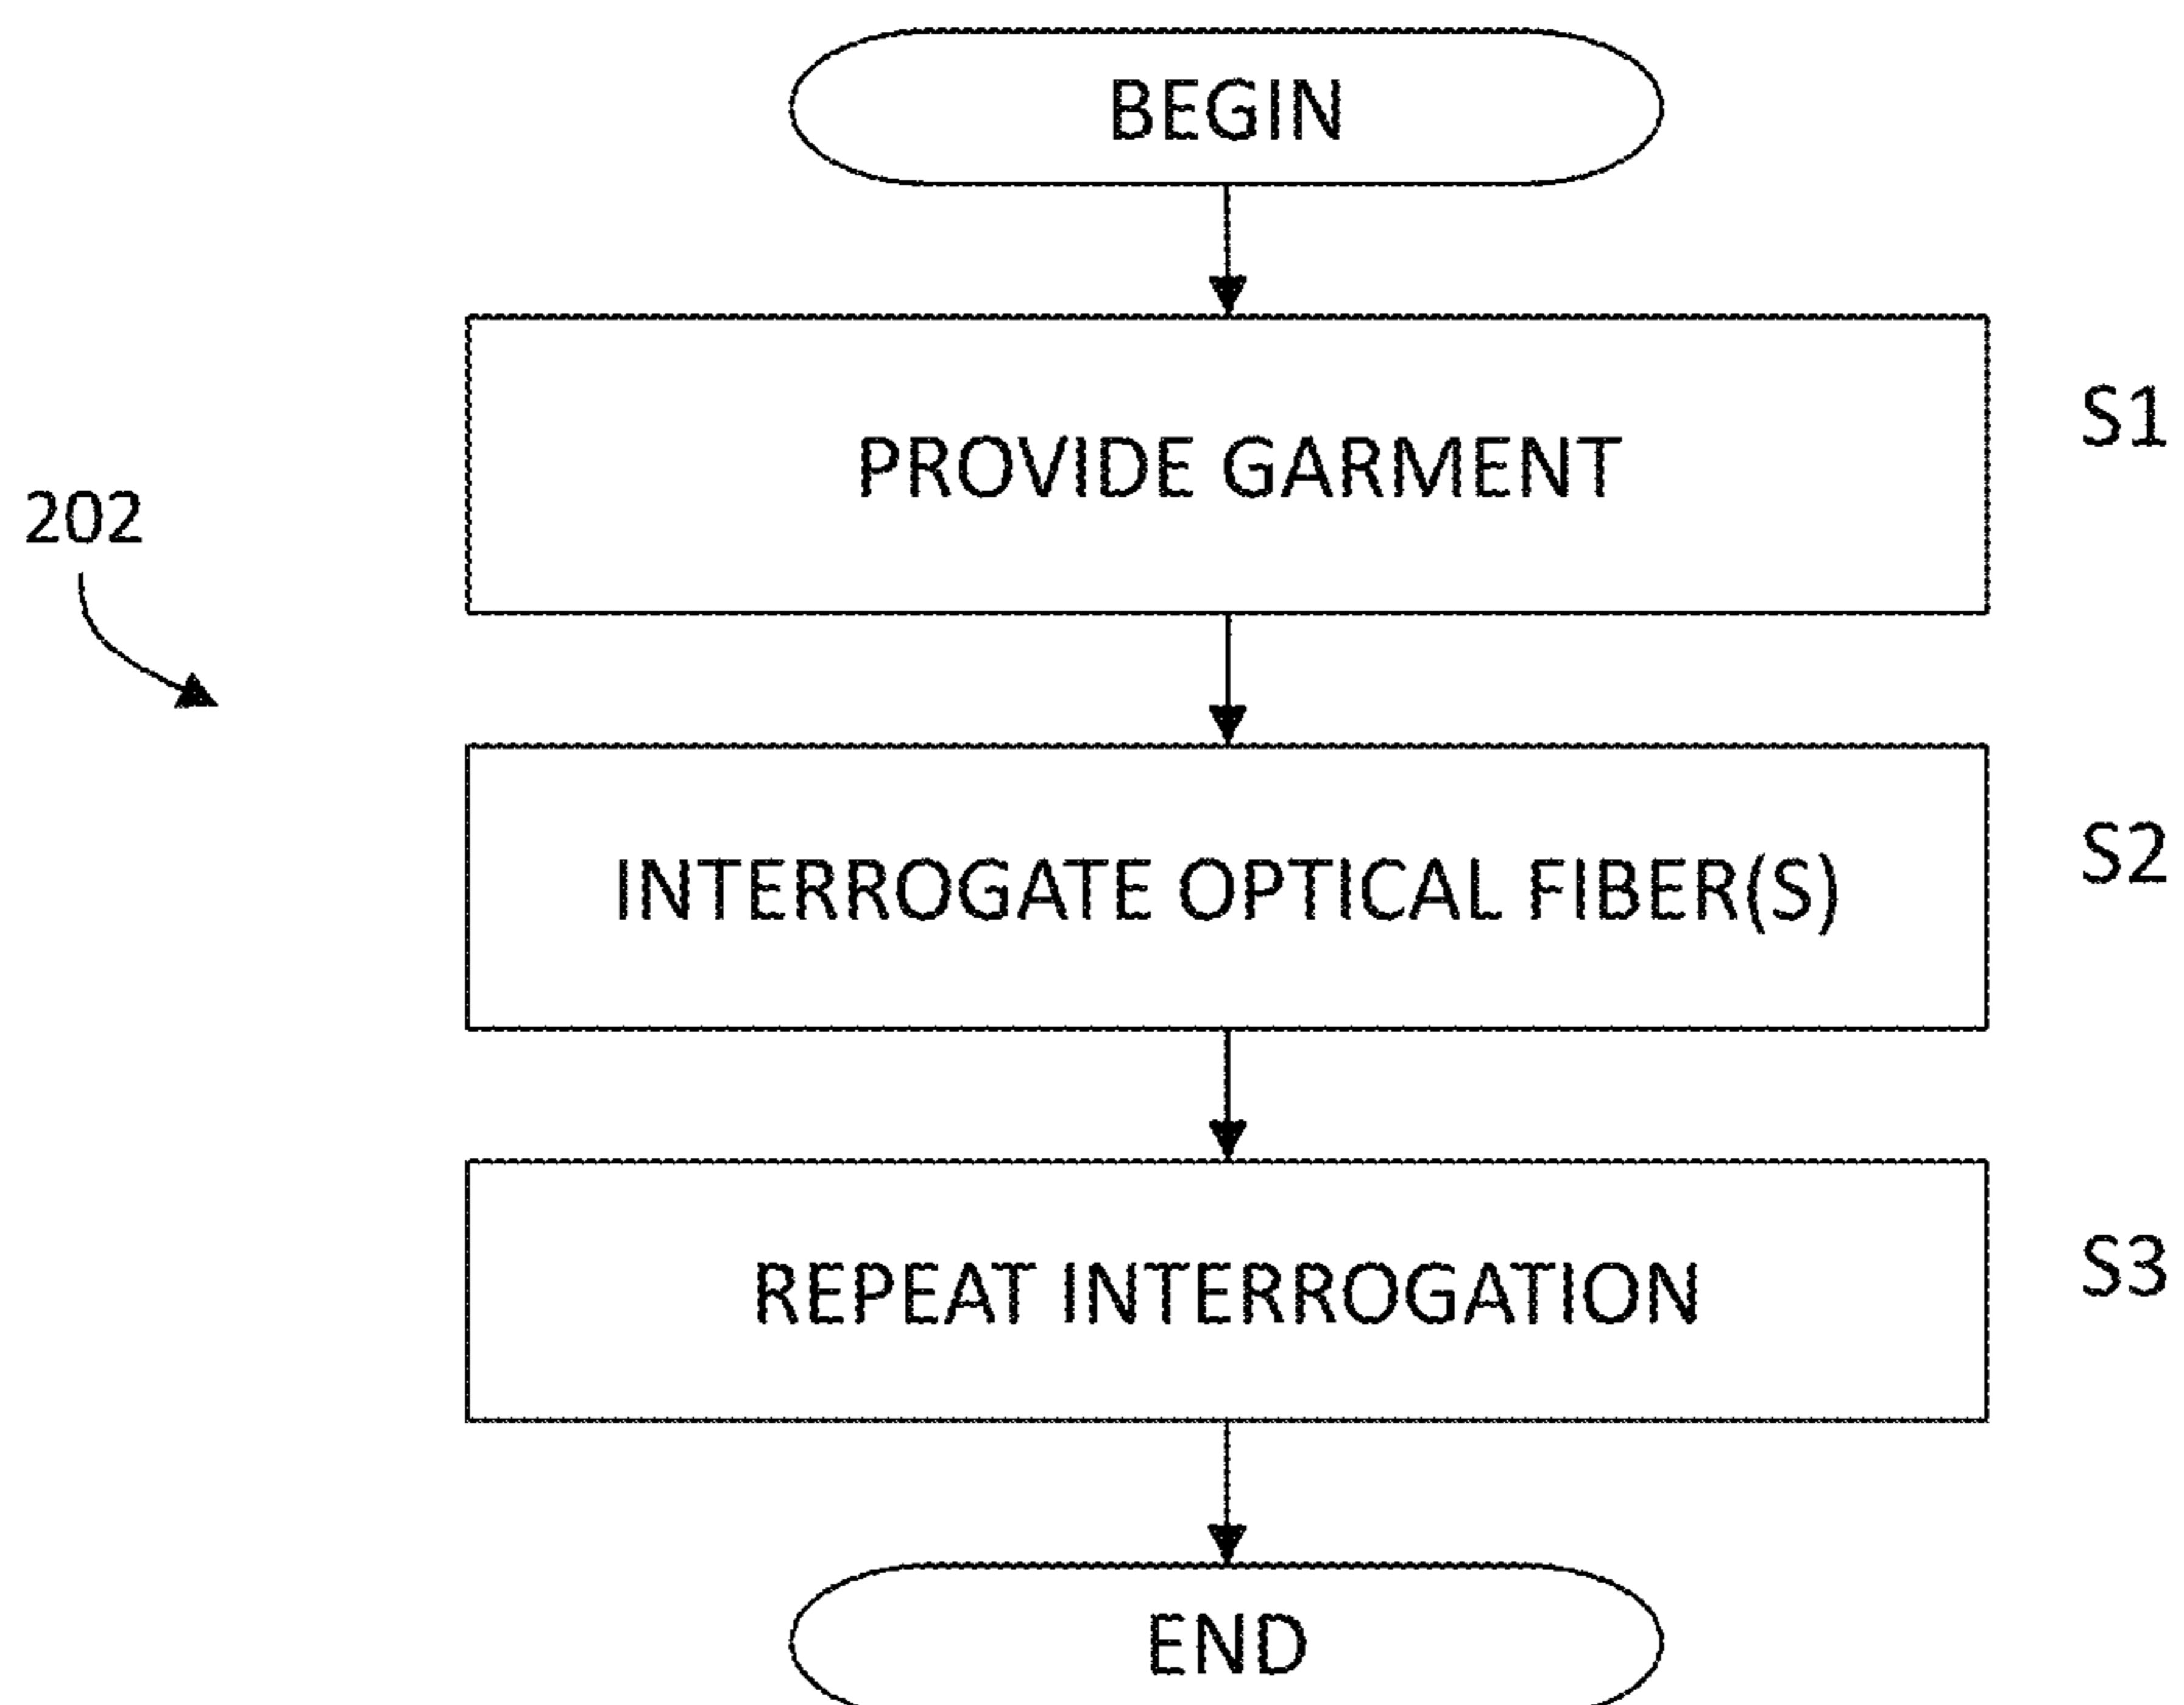 BEGIN
PROVIDE GARMENT
S1
202
INTERROGATE OPTICAL FIBER(S)
S2
REPEAT INTERROGATION
S3
END